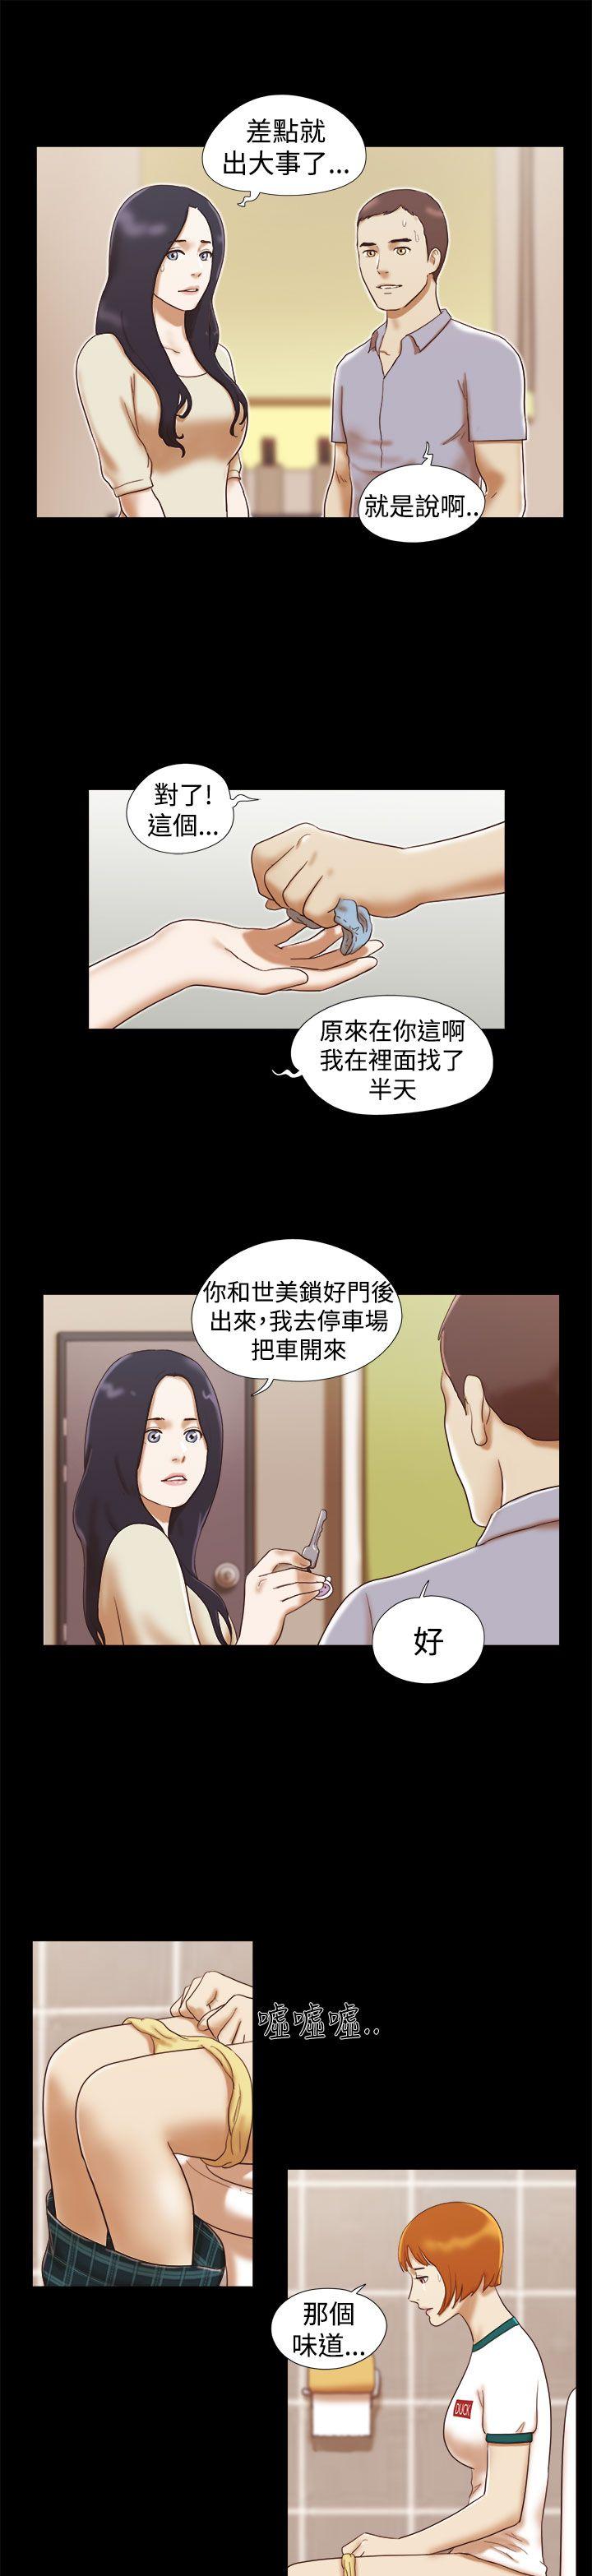 差點就
出大事了...
就是說啊..
對了!
這個...
原來在你這啊
我在裡面找了
半天
你和世美鎖好門後
出來,我去停車場
把車開來
好
噓噓噓..
那個
味道...
DUCK